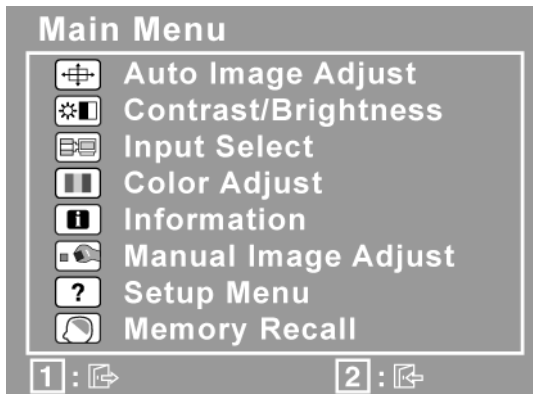 Main Menu
Auto Image Adjust
Contrast/Brightness
Input Select
Color Adjust
i Information
Manual Image Adjust
? Setup Menu
Memory Recall
1 : 2 :